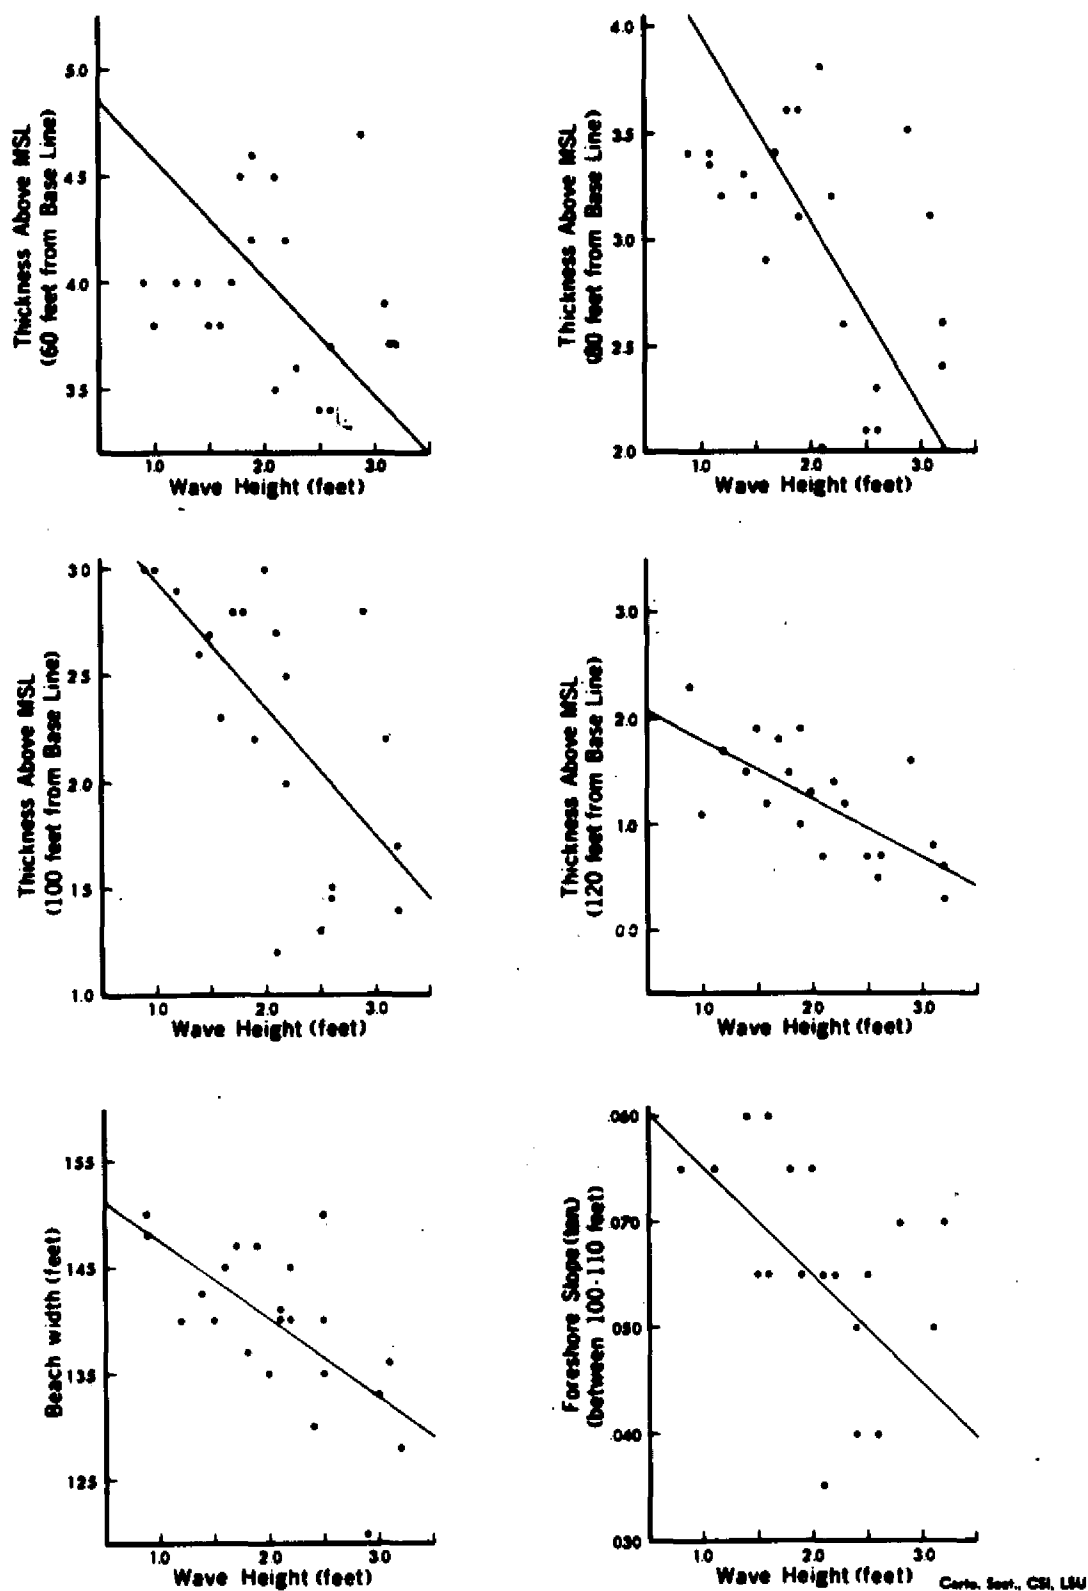 Thickness Above MSL
(60 feet from Base Line)
5.0
4.5
4.0
3.5
1.0 2.0 3.0
Wave Height (feet)
Thickness Above MSL
(80 feet from Base Line)
4.0
3.5
3.0
2.5
2.0
1.0 2.0 3.0
Wave Height (feet)
Thickness Above MSL
(100 feet from Base Line)
3.0
2.5
2.0
1.5
1.0
1.0 2.0 3.0
Wave Height (feet)
Thickness Above MSL
(120 feet from Base Line)
3.0
2.0
1.0
0.0
1.0 2.0 3.0
Wave Height (feet)
Beach width (feet)
155
145
135
125
1.0 2.0 3.0
Wave Height (feet)
Foreshore Slope (tan)
(between 100-110 feet)
.070
.050
.040
.030
1.0 2.0 3.0
Wave Height (feet)
Carto. Sect., CSI, LSU